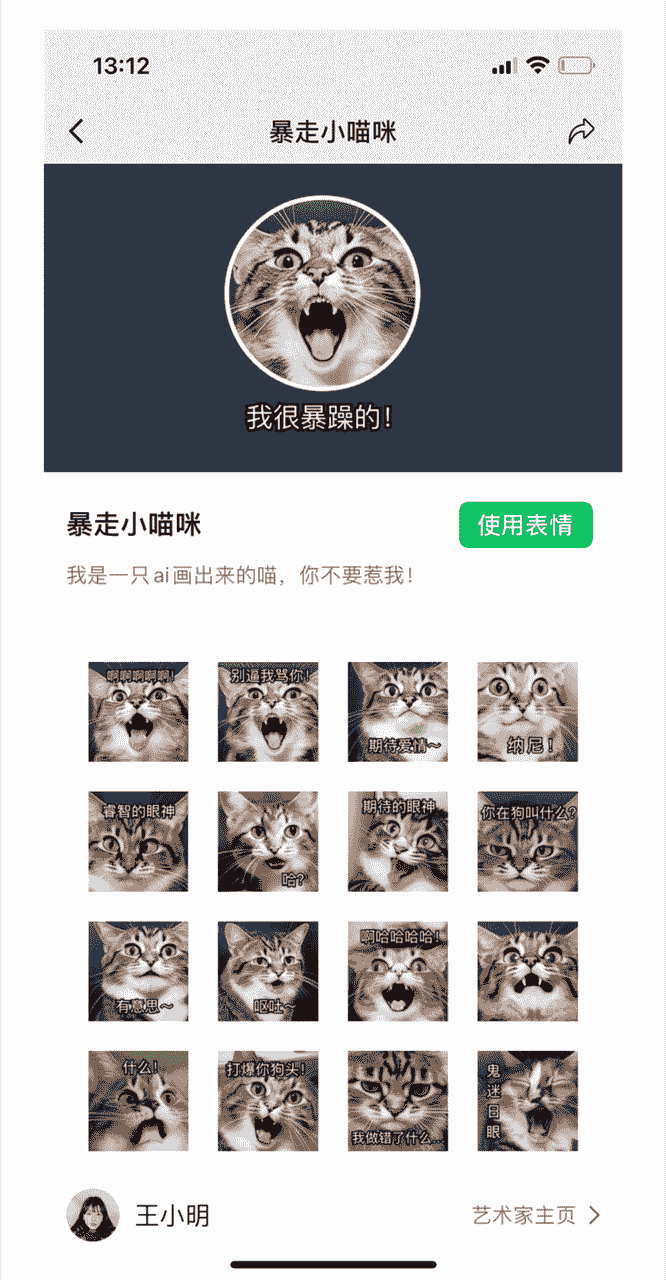 13:12
暴走小喵咪
我很暴躁的！
暴走小喵咪
使用表情
我是一只ai画出来的喵，你不要惹我！
啊啊啊啊啊！
别逼我骂你！
期待爱情～
纳尼！
睿智的眼神
哈？
期待的眼神
你在狗叫什么？
有意思～
呕吐～
啊哈哈哈哈！
什么！
打爆你狗头！
我做错了什么...
鬼迷日眼
王小明
艺术家主页